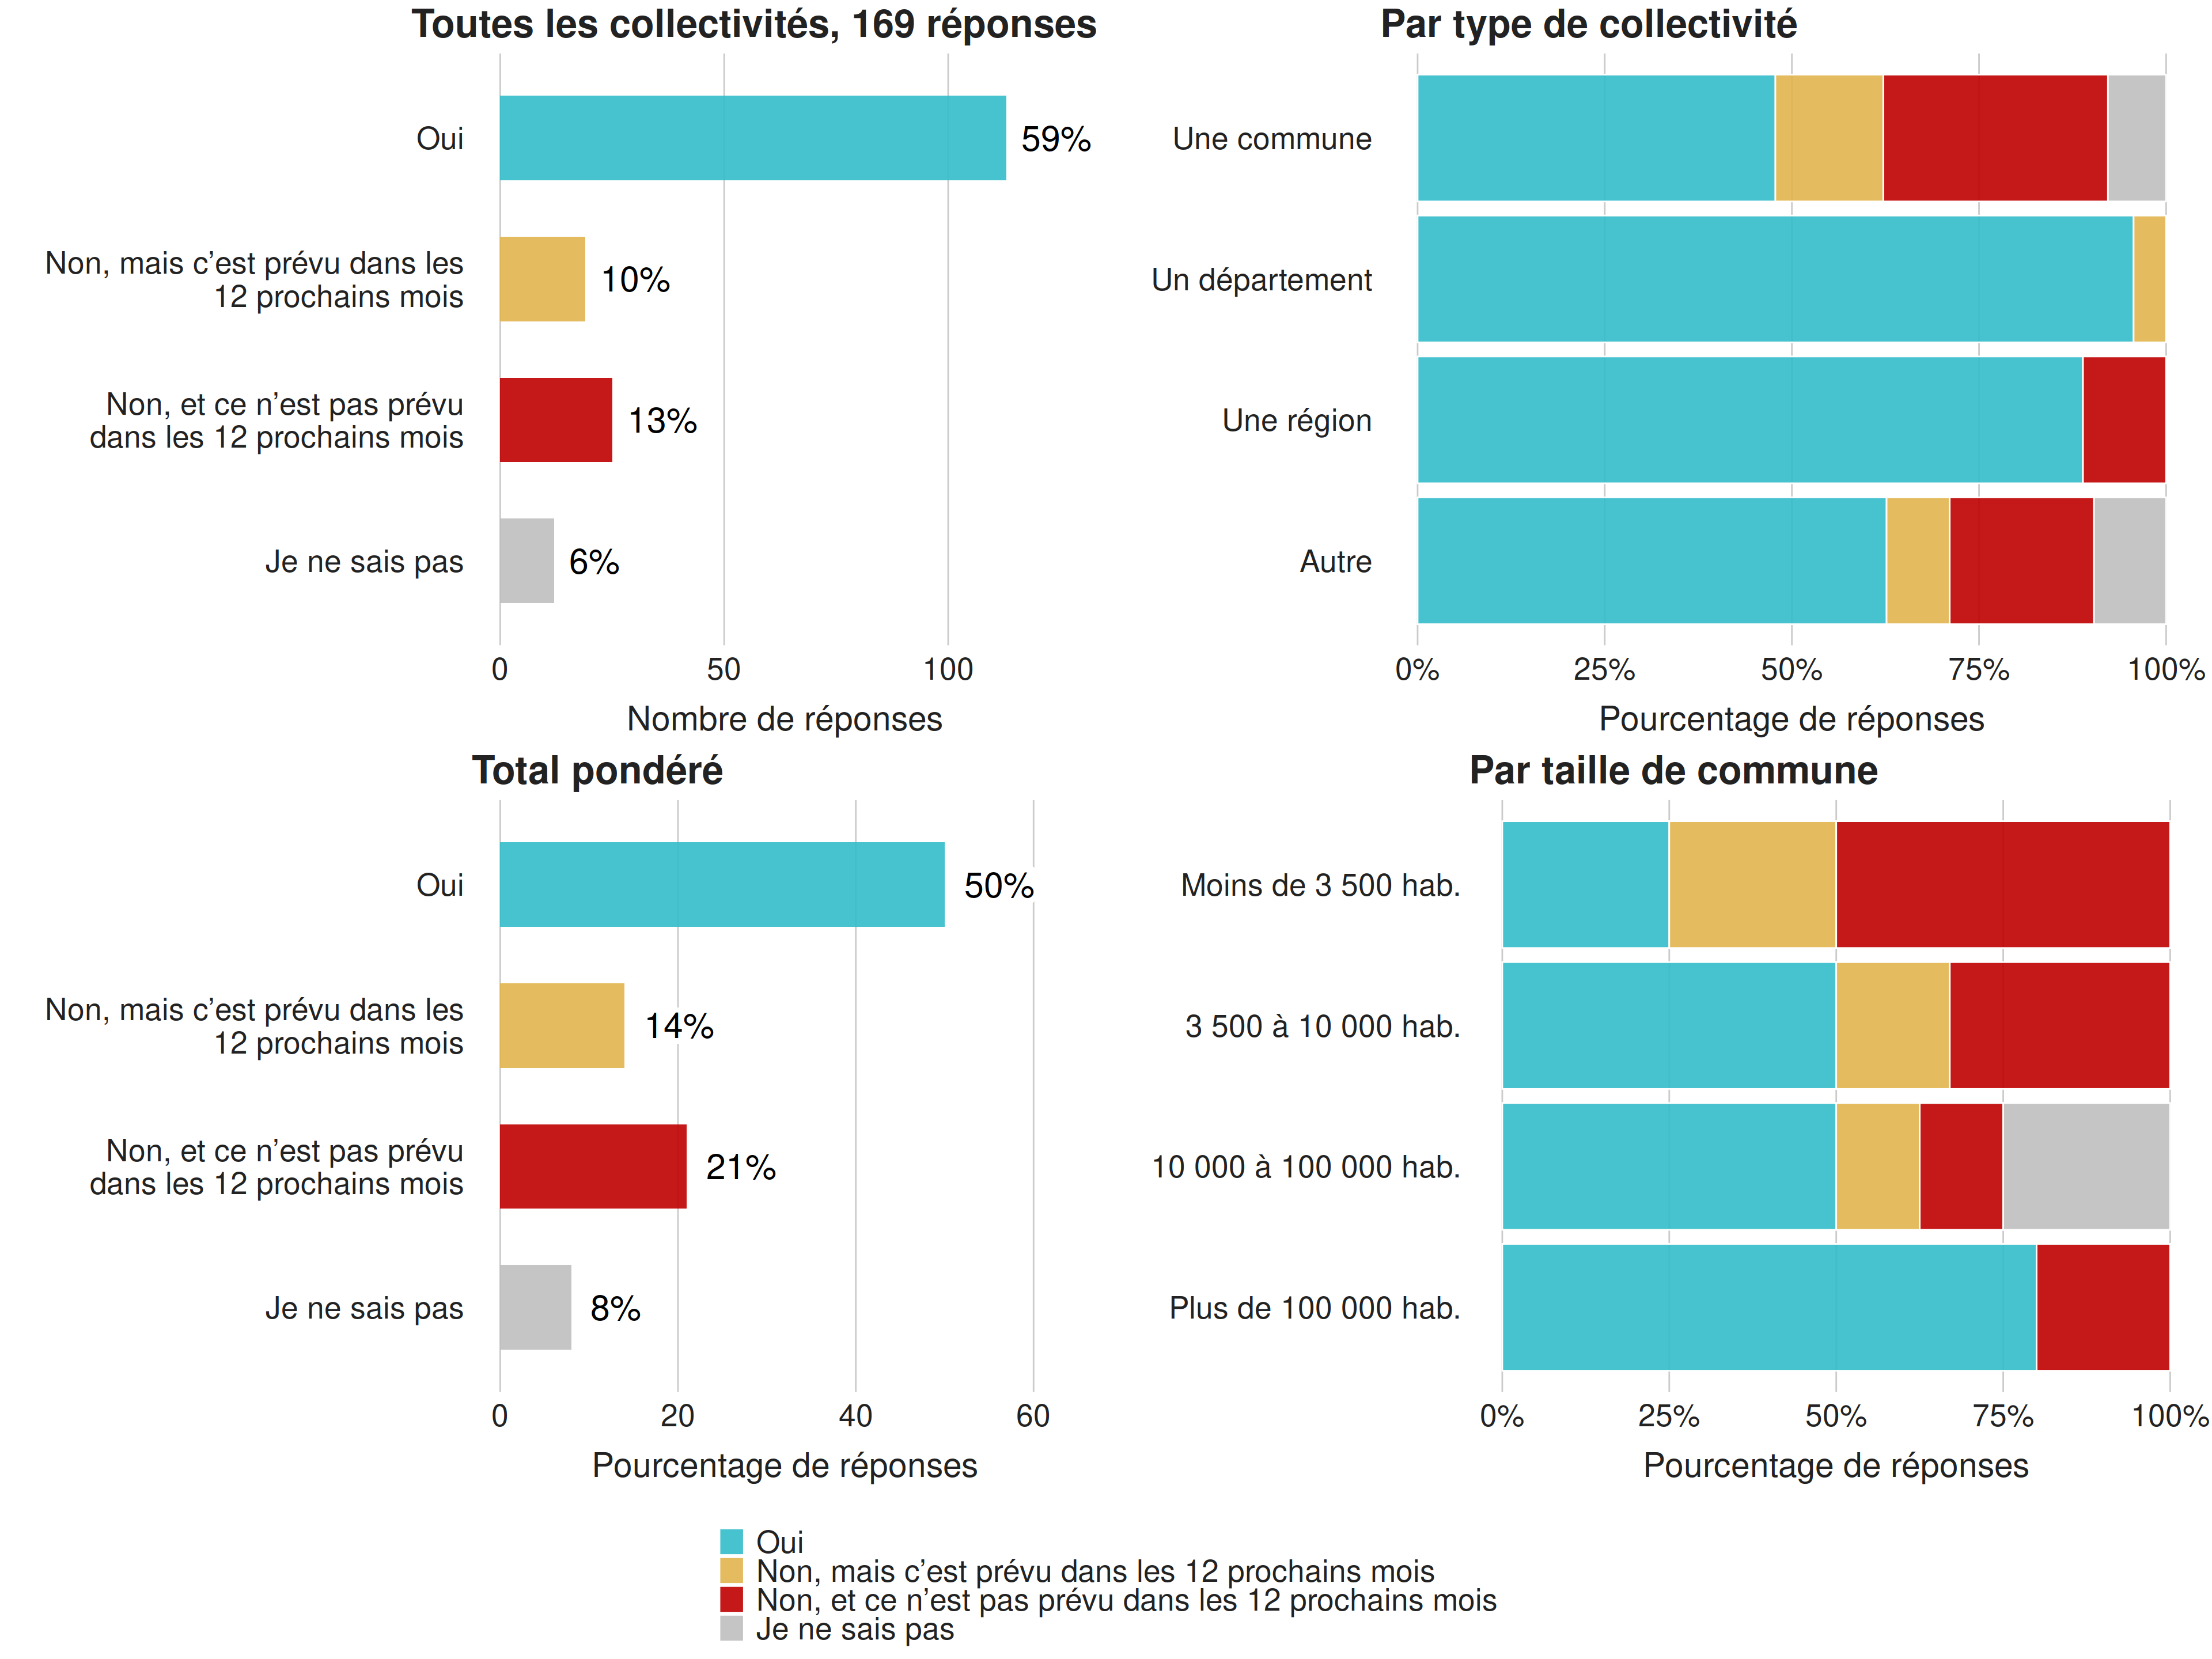 Toutes les collectivités, 169 réponses
Oui
59%
Non, mais c’est prévu dans les
12 prochains mois
10%
Non, et ce n’est pas prévu
dans les 12 prochains mois
13%
Je ne sais pas
6%
0 50 100
Nombre de réponses
Par type de collectivité
Une commune
Un département
Une région
Autre
0% 25% 50% 75% 100%
Pourcentage de réponses
Total pondéré
Oui
50%
Non, mais c’est prévu dans les
12 prochains mois
14%
Non, et ce n’est pas prévu
dans les 12 prochains mois
21%
Je ne sais pas
8%
0 20 40 60
Pourcentage de réponses
Par taille de commune
Moins de 3 500 hab.
3 500 à 10 000 hab.
10 000 à 100 000 hab.
Plus de 100 000 hab.
0% 25% 50% 75% 100%
Pourcentage de réponses
Oui
Non, mais c’est prévu dans les 12 prochains mois
Non, et ce n’est pas prévu dans les 12 prochains mois
Je ne sais pas